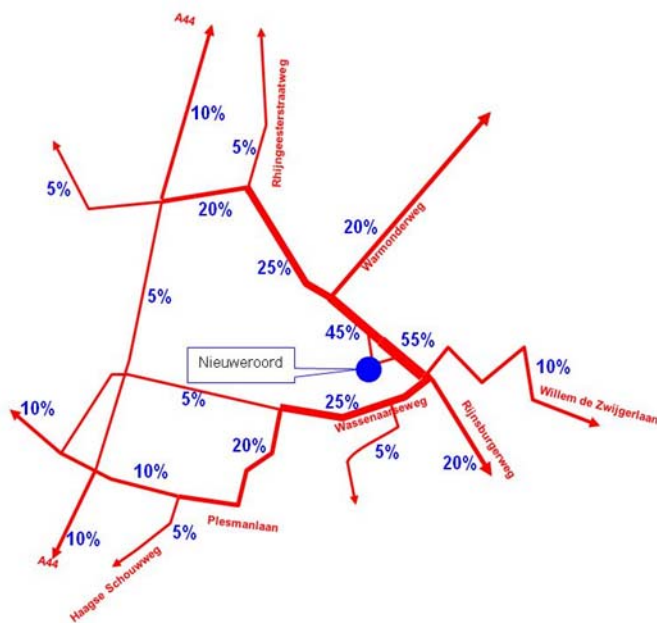 A44
10%
Rhijngeesterstraatweg
5%
5%
20%
20%
Warmonderweg
25%
5%
45%
55%
Nieuweroord
10%
Willem de Zwijgerlaan
5%
25%
Wassenaarseweg
10%
Rijnsburgerweg
20%
5%
20%
10%
Plesmanlaan
10%
5%
A44
Haagse Schouwweg